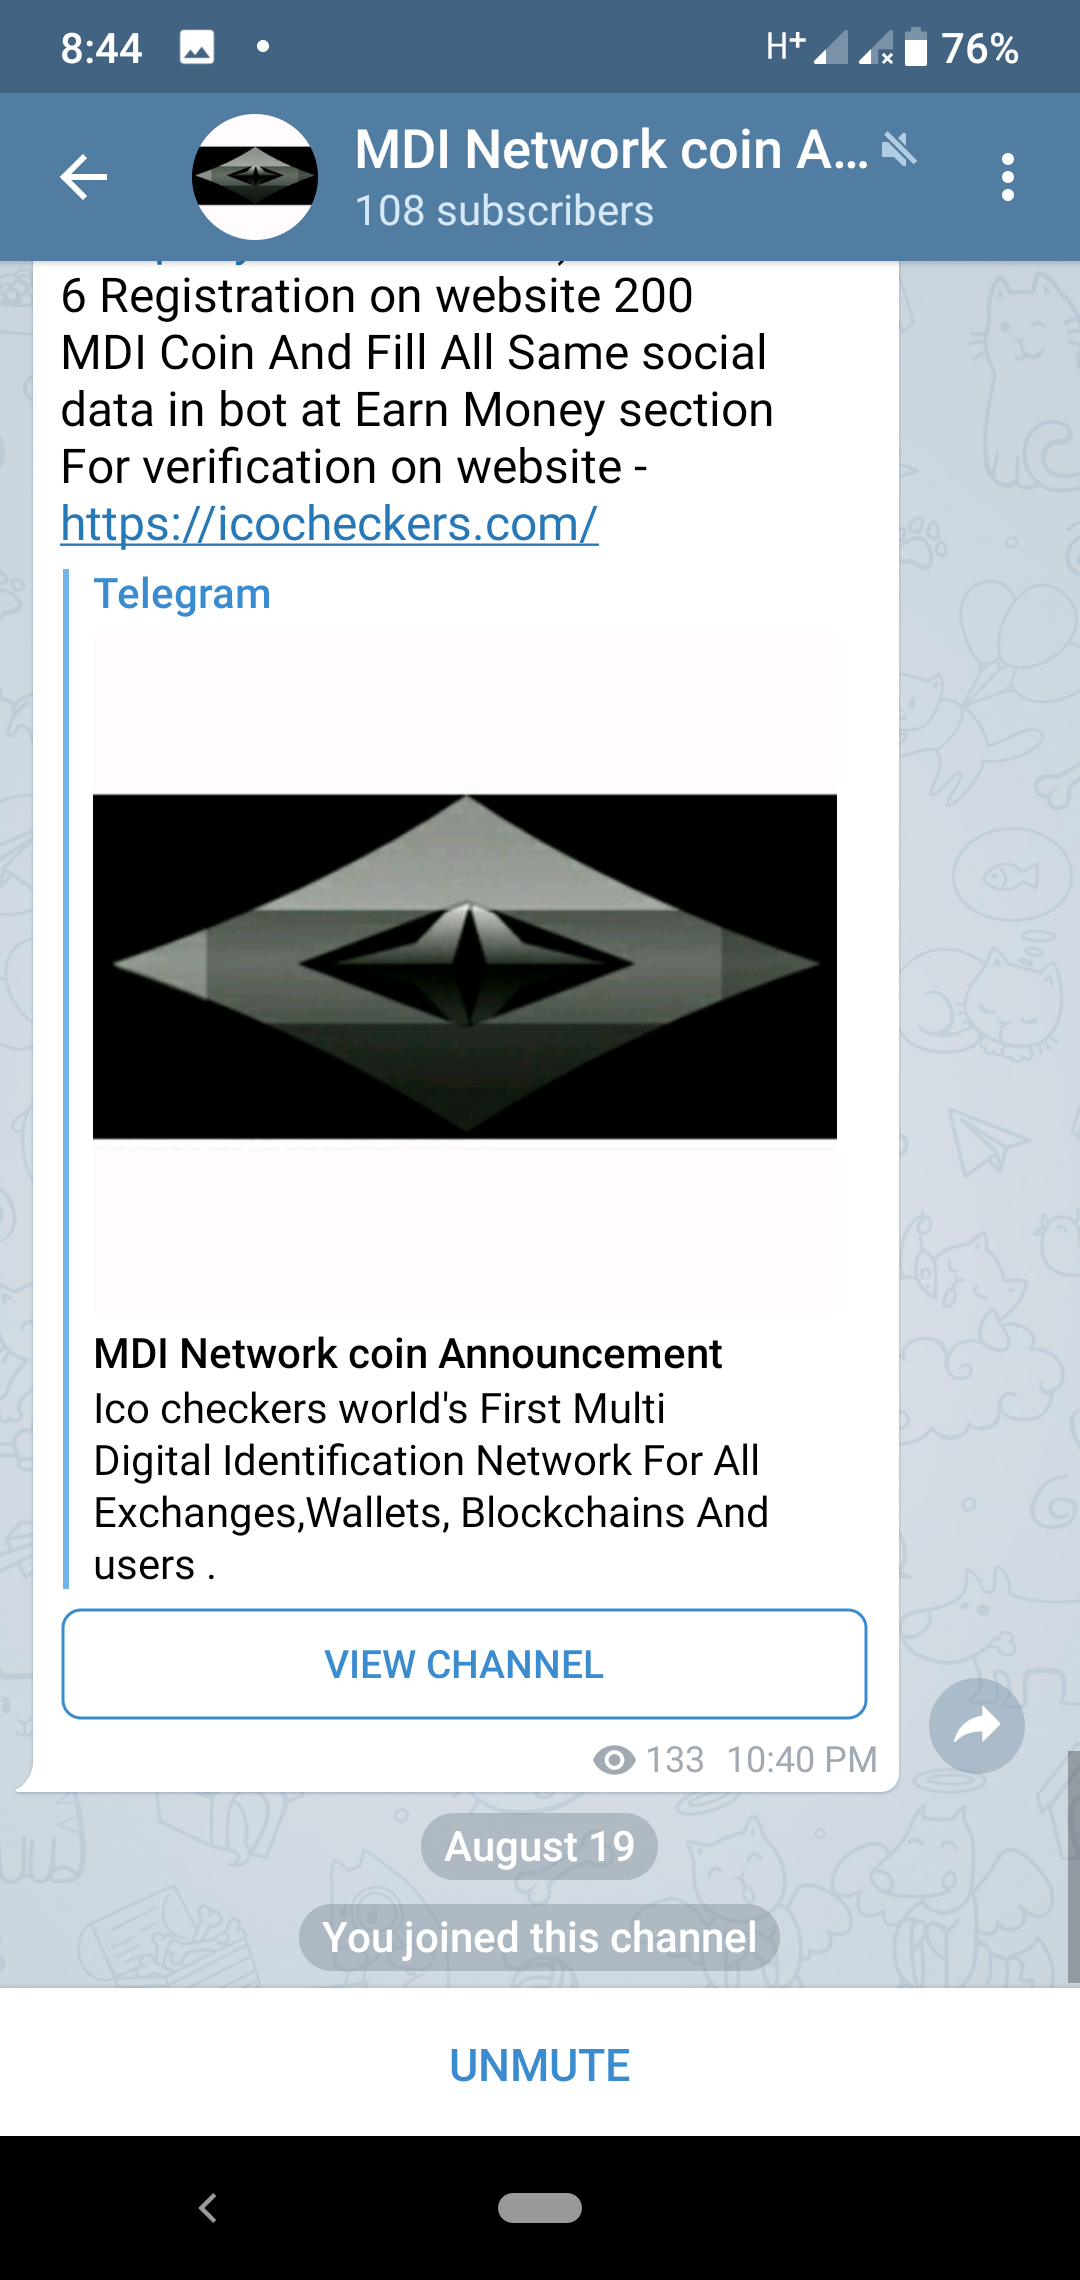 8:44
H+ 76%
MDI Network coin A...
108 subscribers
6 Registration on website 200
MDI Coin And Fill All Same social
data in bot at Earn Money section
For verification on website -
https://icocheckers.com/
Telegram
MDI Network coin Announcement
Ico checkers world's First Multi
Digital Identification Network For All
Exchanges,Wallets, Blockchains And
users .
VIEW CHANNEL
133 10:40 PM
August 19
You joined this channel
UNMUTE